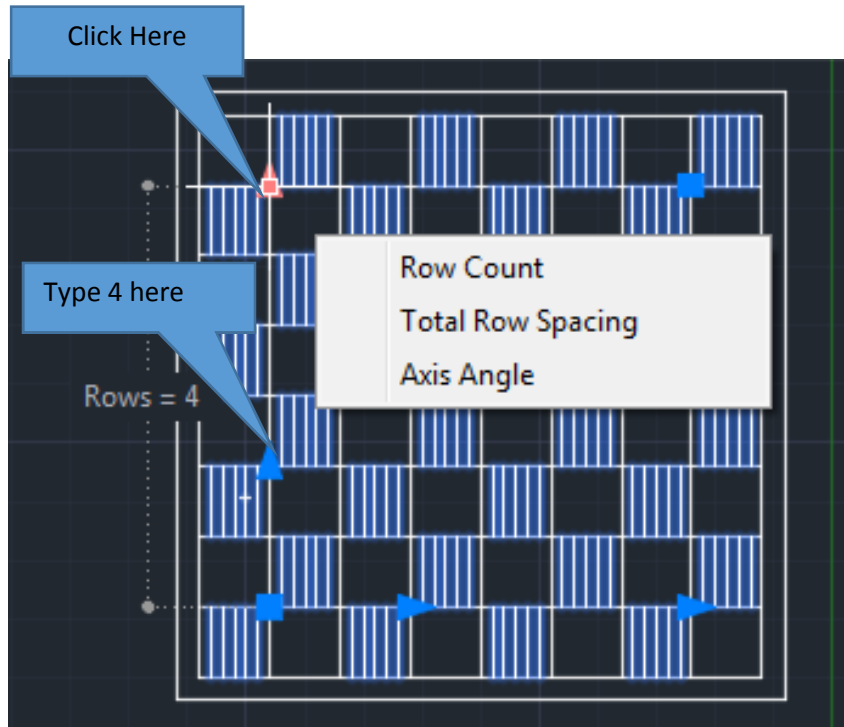 Click Here
Row Count
Type 4 here
Total Row Spacing
Axis Angle
Rows = 4